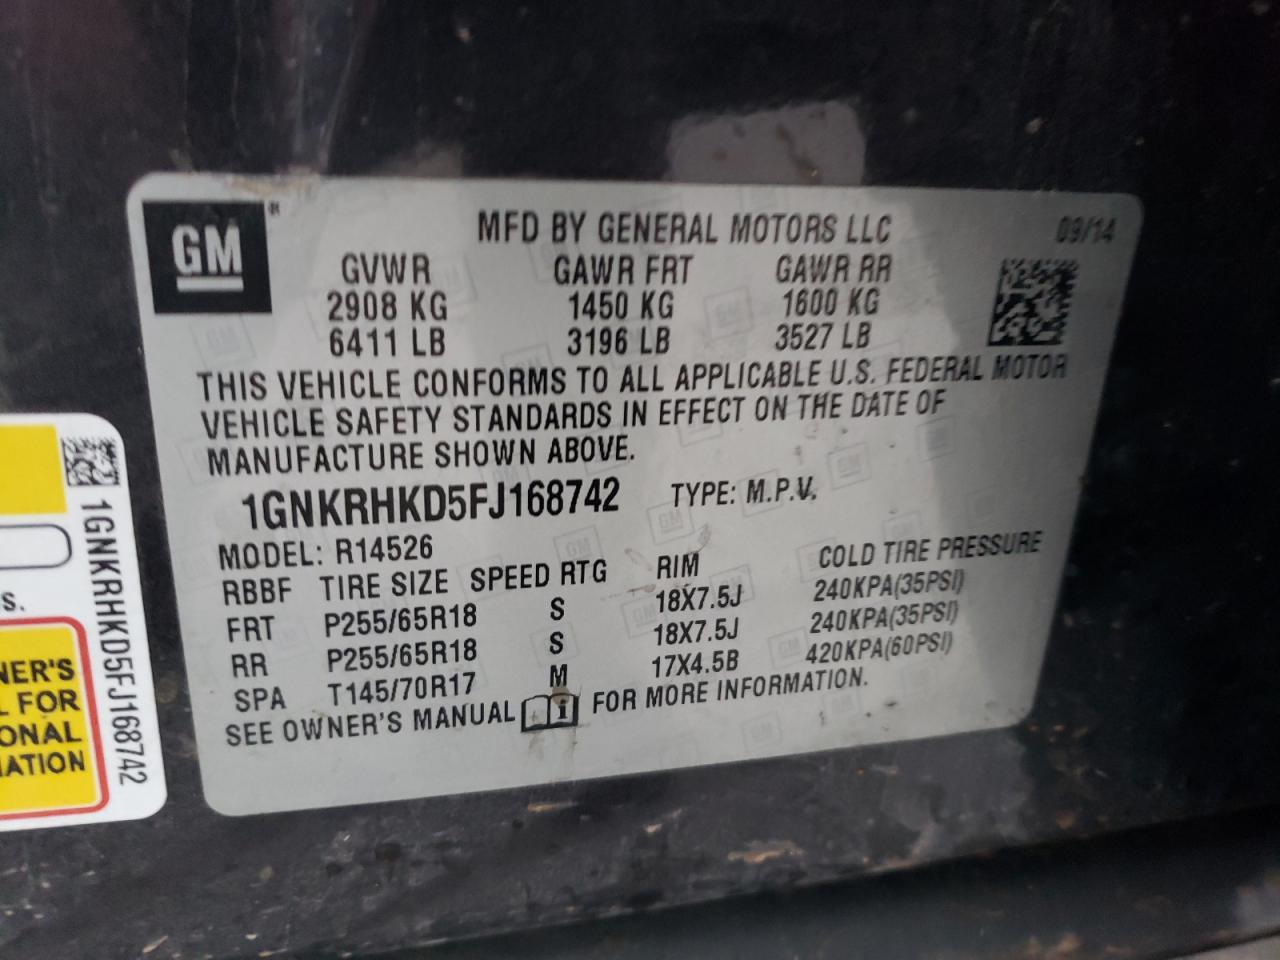 GM®
MFD BY GENERAL MOTORS LLC 09/14
GVWR GAWR FRT GAWR RR
2908 KG 1450 KG 1600 KG
6411 LB 3196 LB 3527 LB
THIS VEHICLE CONFORMS TO ALL APPLICABLE U.S. FEDERAL MOTOR
VEHICLE SAFETY STANDARDS IN EFFECT ON THE DATE OF
MANUFACTURE SHOWN ABOVE.
1GNKRHKD5FJ168742 TYPE: M.P.V.
MODEL: R14526
RBBF TIRE SIZE SPEED RTG RIM COLD TIRE PRESSURE
FRT P255/65R18 S 18X7.5J 240KPA(35PSI)
RR P255/65R18 S 18X7.5J 240KPA(35PSI)
SPA T145/70R17 M 17X4.5B 420KPA(60PSI)
SEE OWNER'S MANUAL i FOR MORE INFORMATION.
1GNKRHKD5FJ168742
S.
NER'S
L FOR
ONAL
ATION